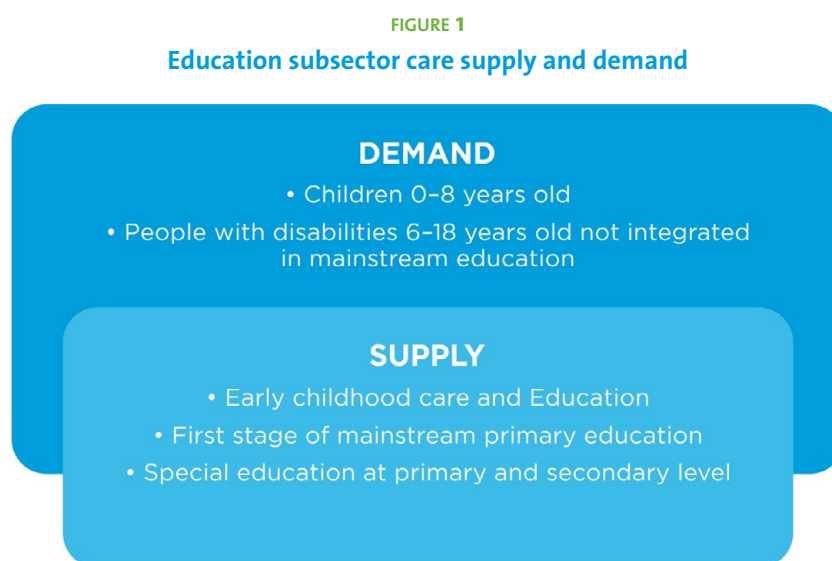 FIGURE 1
Education subsector care supply and demand
DEMAND
• Children 0–8 years old
• People with disabilities 6–18 years old not integrated
in mainstream education
SUPPLY
• Early childhood care and Education
• First stage of mainstream primary education
• Special education at primary and secondary level